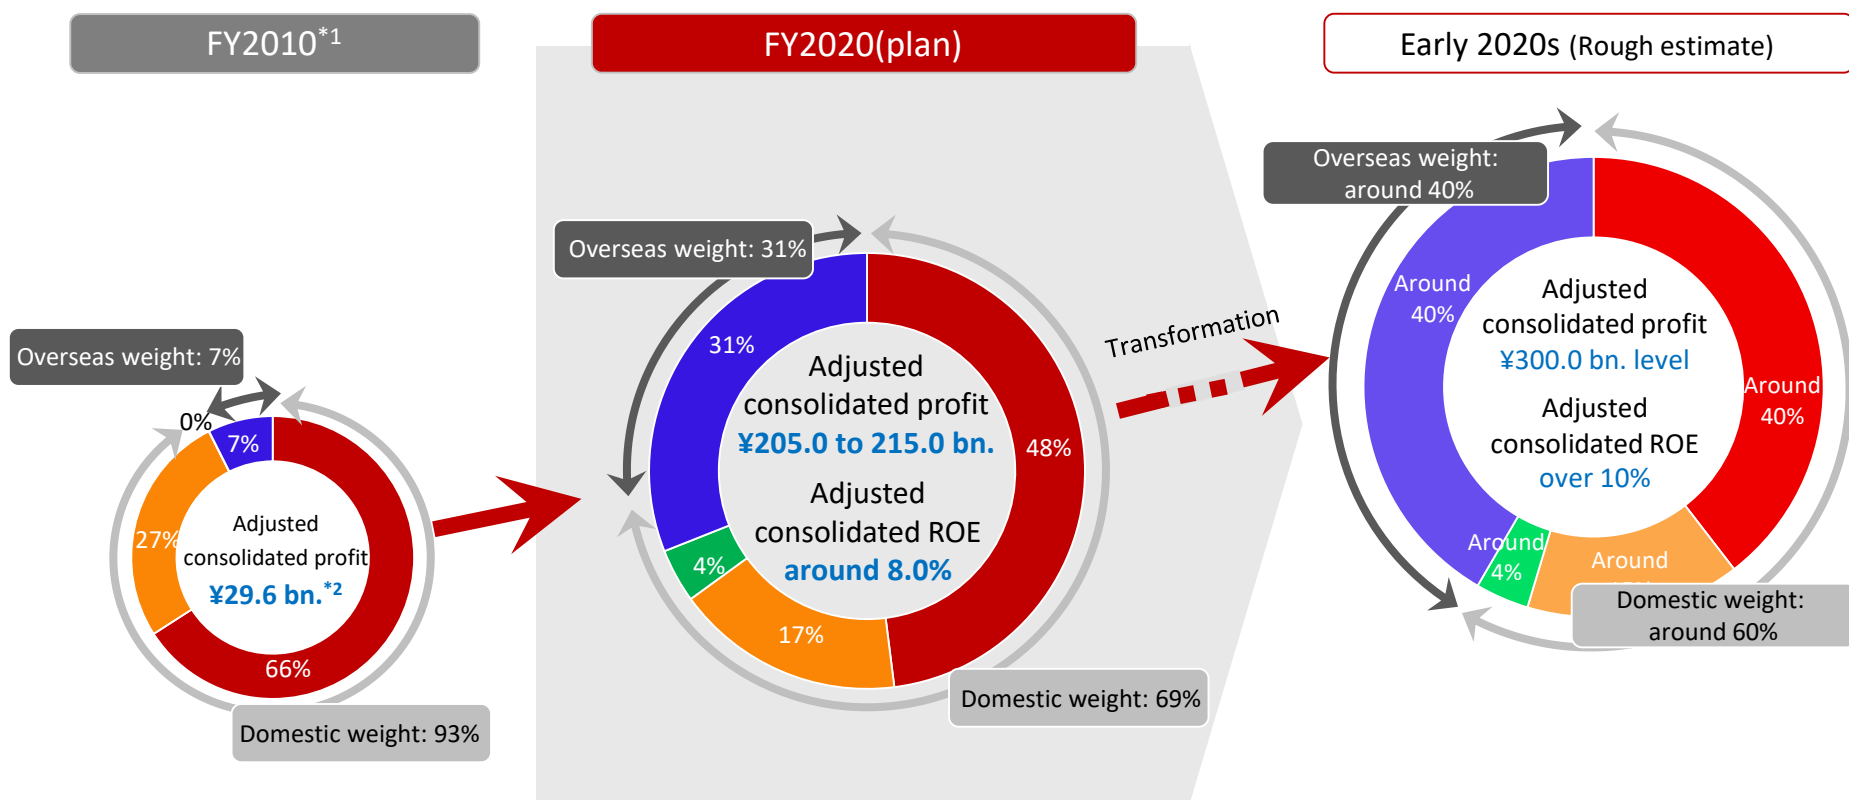 FY2010*1
FY2020(plan)
Early 2020s (Rough estimate)
Overseas weight: 7%
0%
7%
27%
66%
Adjusted
consolidated profit
¥29.6 bn.*2
Domestic weight: 93%
Overseas weight: 31%
31%
48%
4%
17%
Adjusted
consolidated profit
¥205.0 to 215.0 bn.
Adjusted
consolidated ROE
around 8.0%
Domestic weight: 69%
Transformation
Overseas weight:
around 40%
Around
40%
Around
40%
Around
4%
Around
Adjusted
consolidated profit
¥300.0 bn. level
Adjusted
consolidated ROE
over 10%
Domestic weight:
around 60%